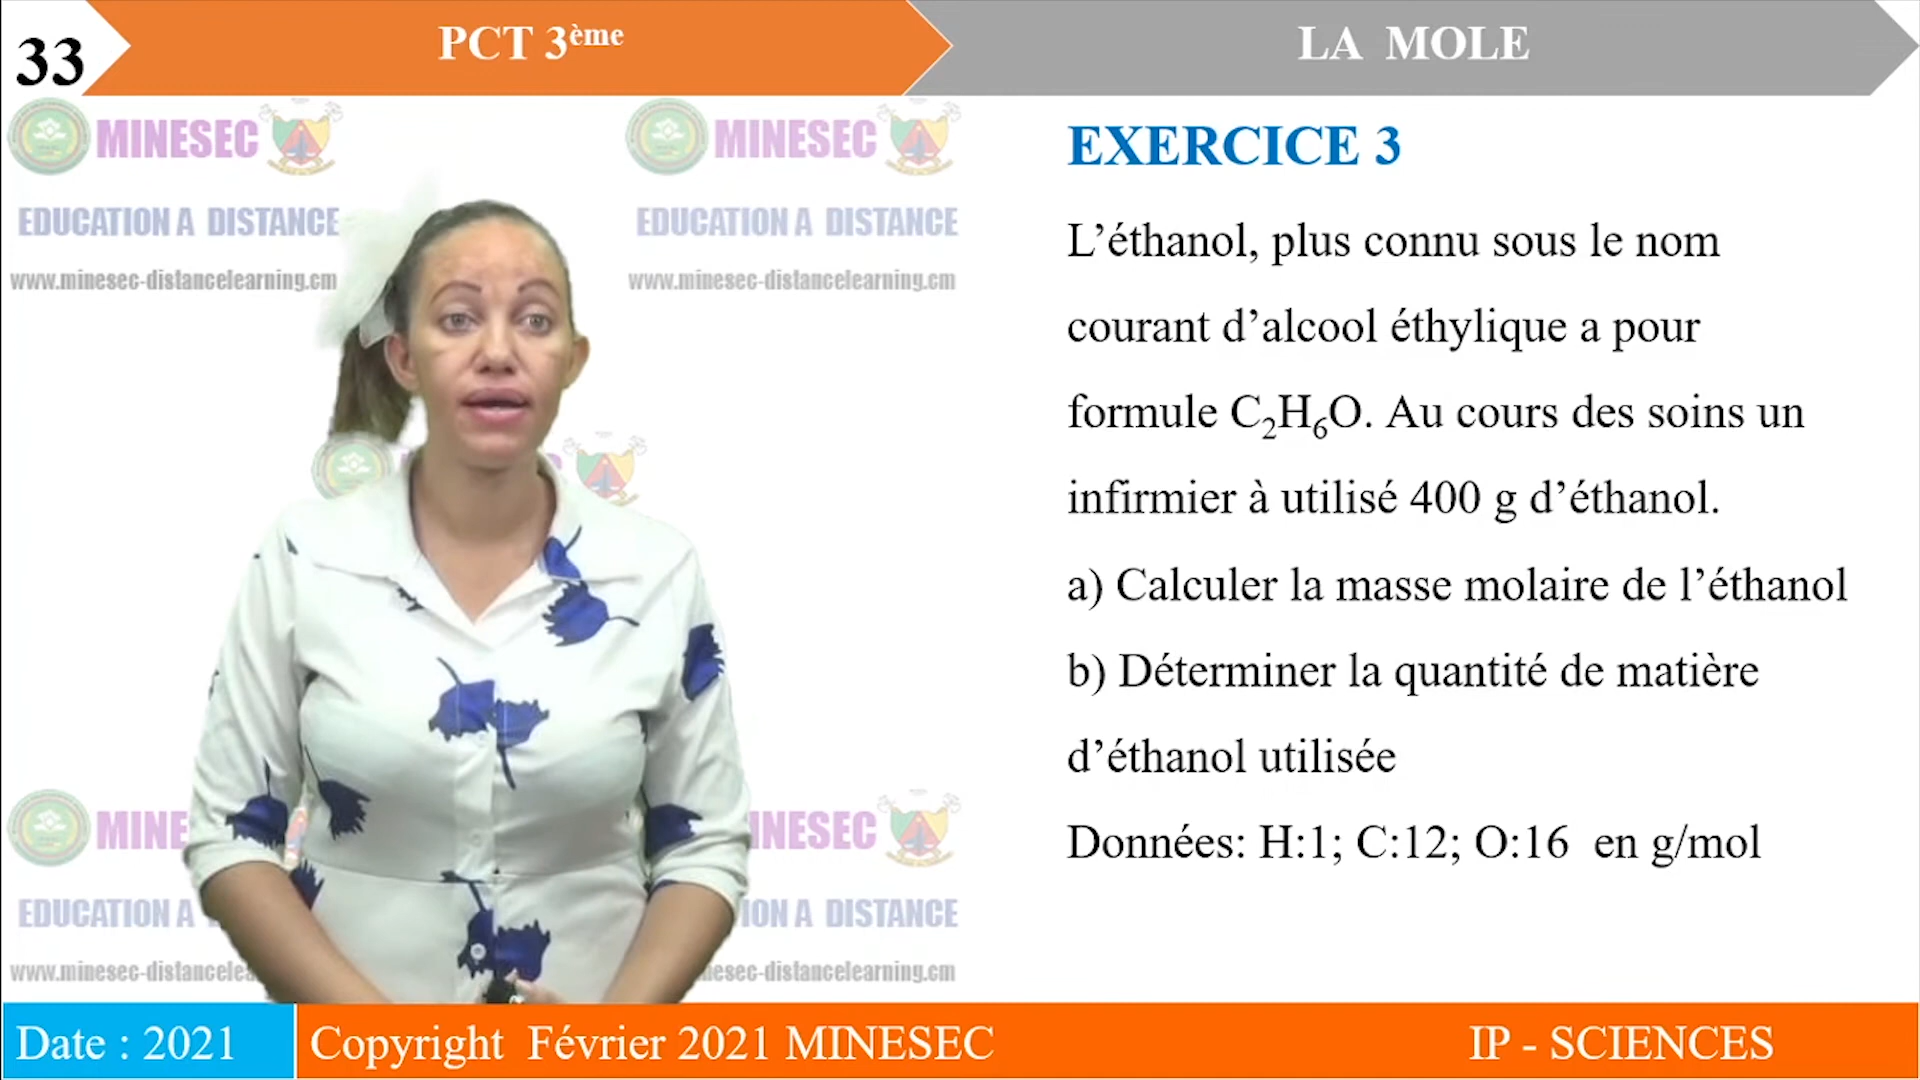 33
PCT 3ème
LA MOLE
MINESEC
MINESEC
EDUCATION A DISTANCE
EDUCATION A DISTANCE
www.minesec-distancelearning.cm
www.minesec-distancelearning.cm
EXERCICE 3
L’éthanol, plus connu sous le nom
courant d’alcool éthylique a pour
formule C₂H₆O. Au cours des soins un
infirmier à utilisé 400 g d’éthanol.
a) Calculer la masse molaire de l’éthanol
b) Déterminer la quantité de matière
d’éthanol utilisée
Données: H:1; C:12; O:16 en g/mol
MINE
INESEC
EDUCATION A
ION A DISTANCE
www.minesec-distancele
nesec-distancelearning.cm
Date : 2021
Copyright Février 2021 MINESEC
IP - SCIENCES